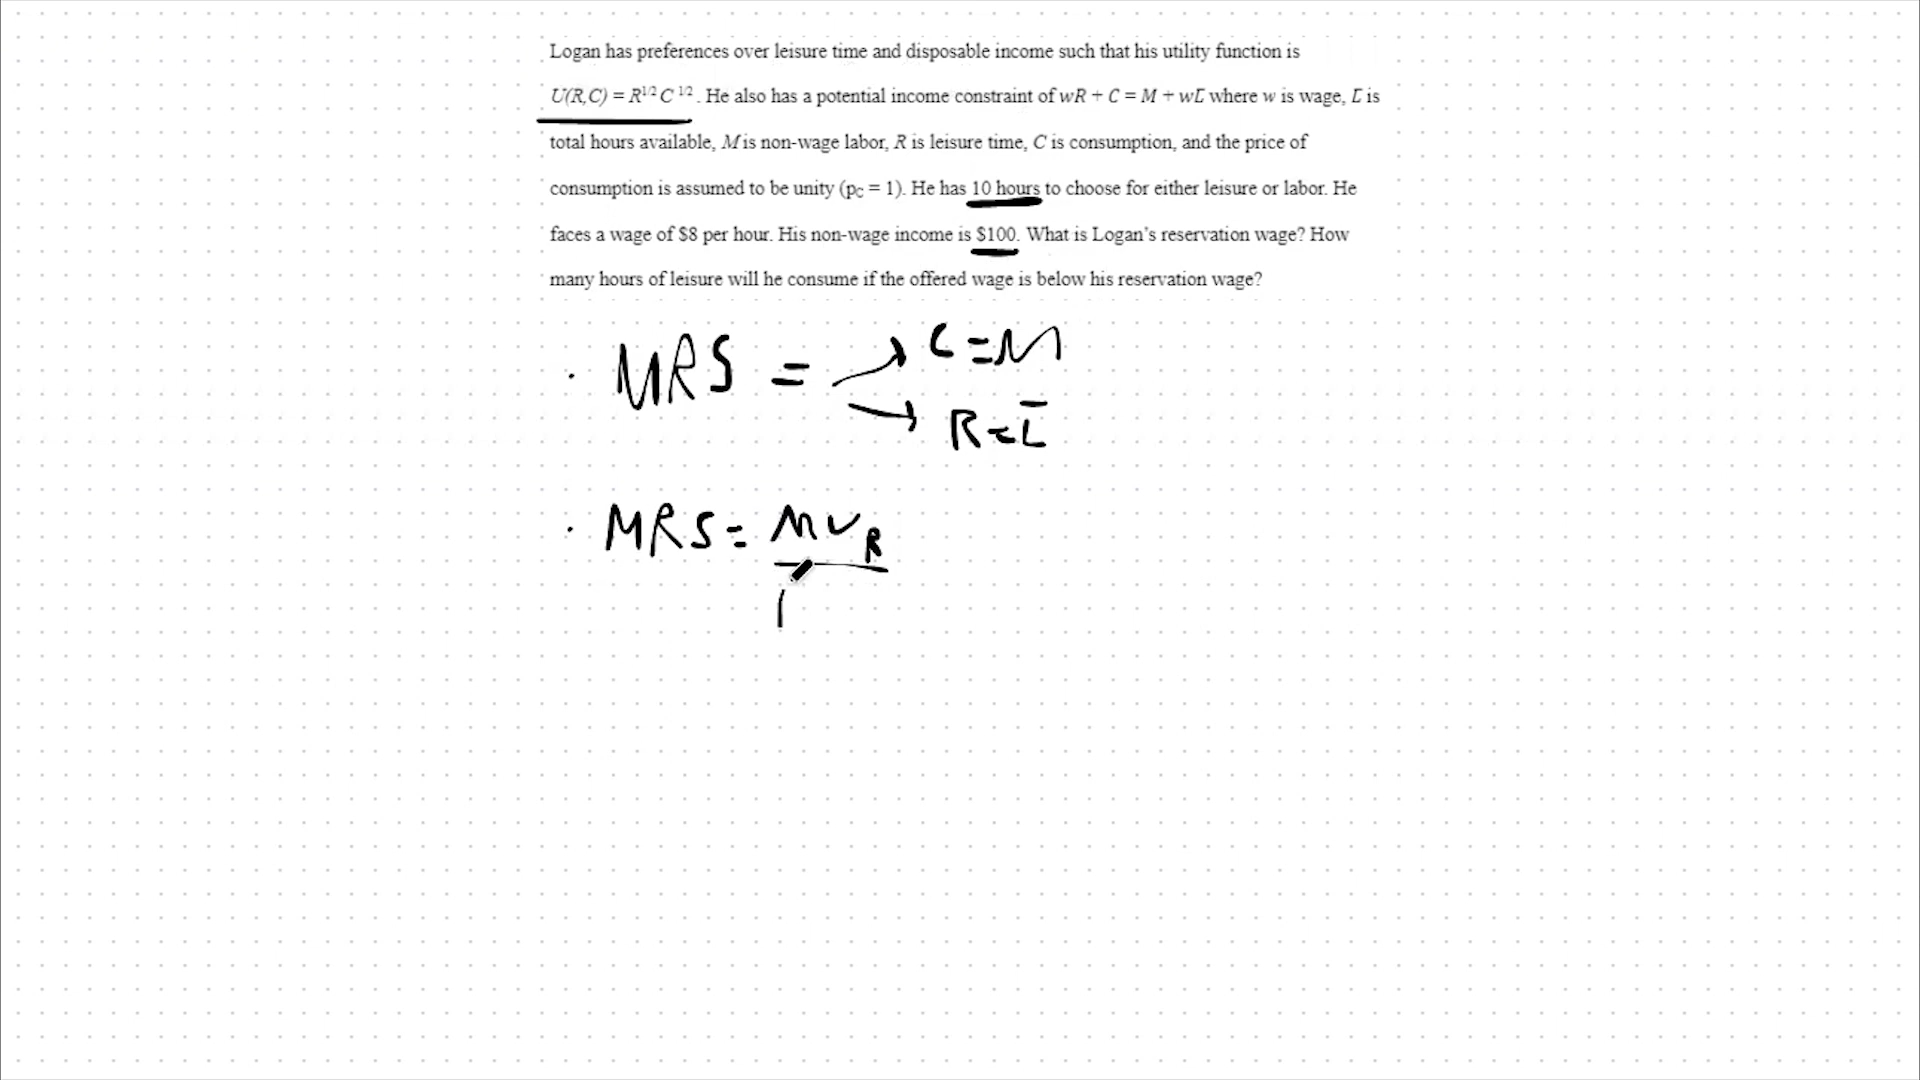 Logan has preferences over leisure time and disposable income such that his utility function is
U(R,C) = R^1/2 C^1/2. He also has a potential income constraint of wR + C = M + wL̄ where w is wage, L̄ is
total hours available, M is non-wage labor, R is leisure time, C is consumption, and the price of
consumption is assumed to be unity (pc = 1). He has 10 hours to choose for either leisure or labor. He
faces a wage of $8 per hour. His non-wage income is $100. What is Logan's reservation wage? How
many hours of leisure will he consume if the offered wage is below his reservation wage?
· MRS = → C = M
→ R = L̄
· MRS = MU_R